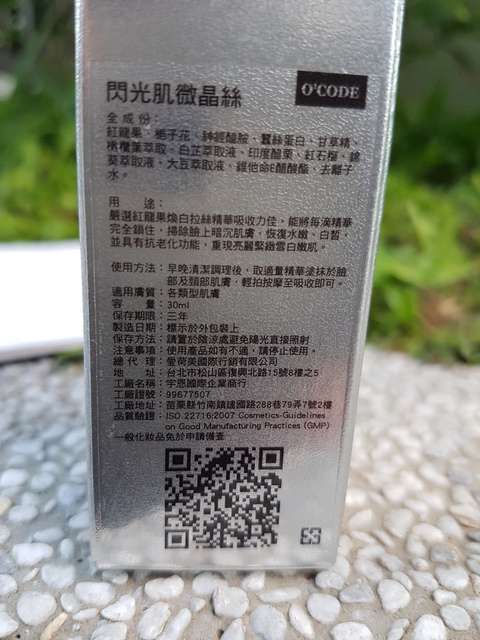 閃光肌微晶絲
O'CODE
全成份：
紅龍果、梔子花、神經醯胺、蠶絲蛋白、甘草精、
橄欖葉萃取、白芷萃取液、印度醋栗、紅石榴、錦
葵萃取液、大豆萃取液、維他命E醋酸酯、去離子
水。
用　　途：
嚴選紅龍果煥白拉絲精華吸收力佳，能將每滴精華
完全鎖住，掃除臉上暗沉肌膚，恢復水嫩、白皙，
並具有抗老化功能，重現亮麗緊緻雪白嫩肌。
使用方法：早晚清潔調理後，取適量精華塗抹於臉
部及頸部肌膚，輕拍按摩至吸收即可。
適用膚質：各類型肌膚
容　　量：30ml
保存期限：三年
製造日期：標示於外包裝上
保存方法：請置於陰涼處避免陽光直接照射
注意事項：使用產品如有不適，請停止使用。
總 代 理：愛荷美國際行銷有限公司
地　　址：台北市松山區復興北路15號8樓之5
工廠名稱：宇恩國際企業商行
工廠證號：99677507
工廠地址：苗栗縣竹南鎮護國路288巷79弄7號2樓
品質驗證：ISO 22716:2007 Cosmetics-Guidelines
on Good Manufacturing Practices (GMP)
一般化粧品免於申請備查